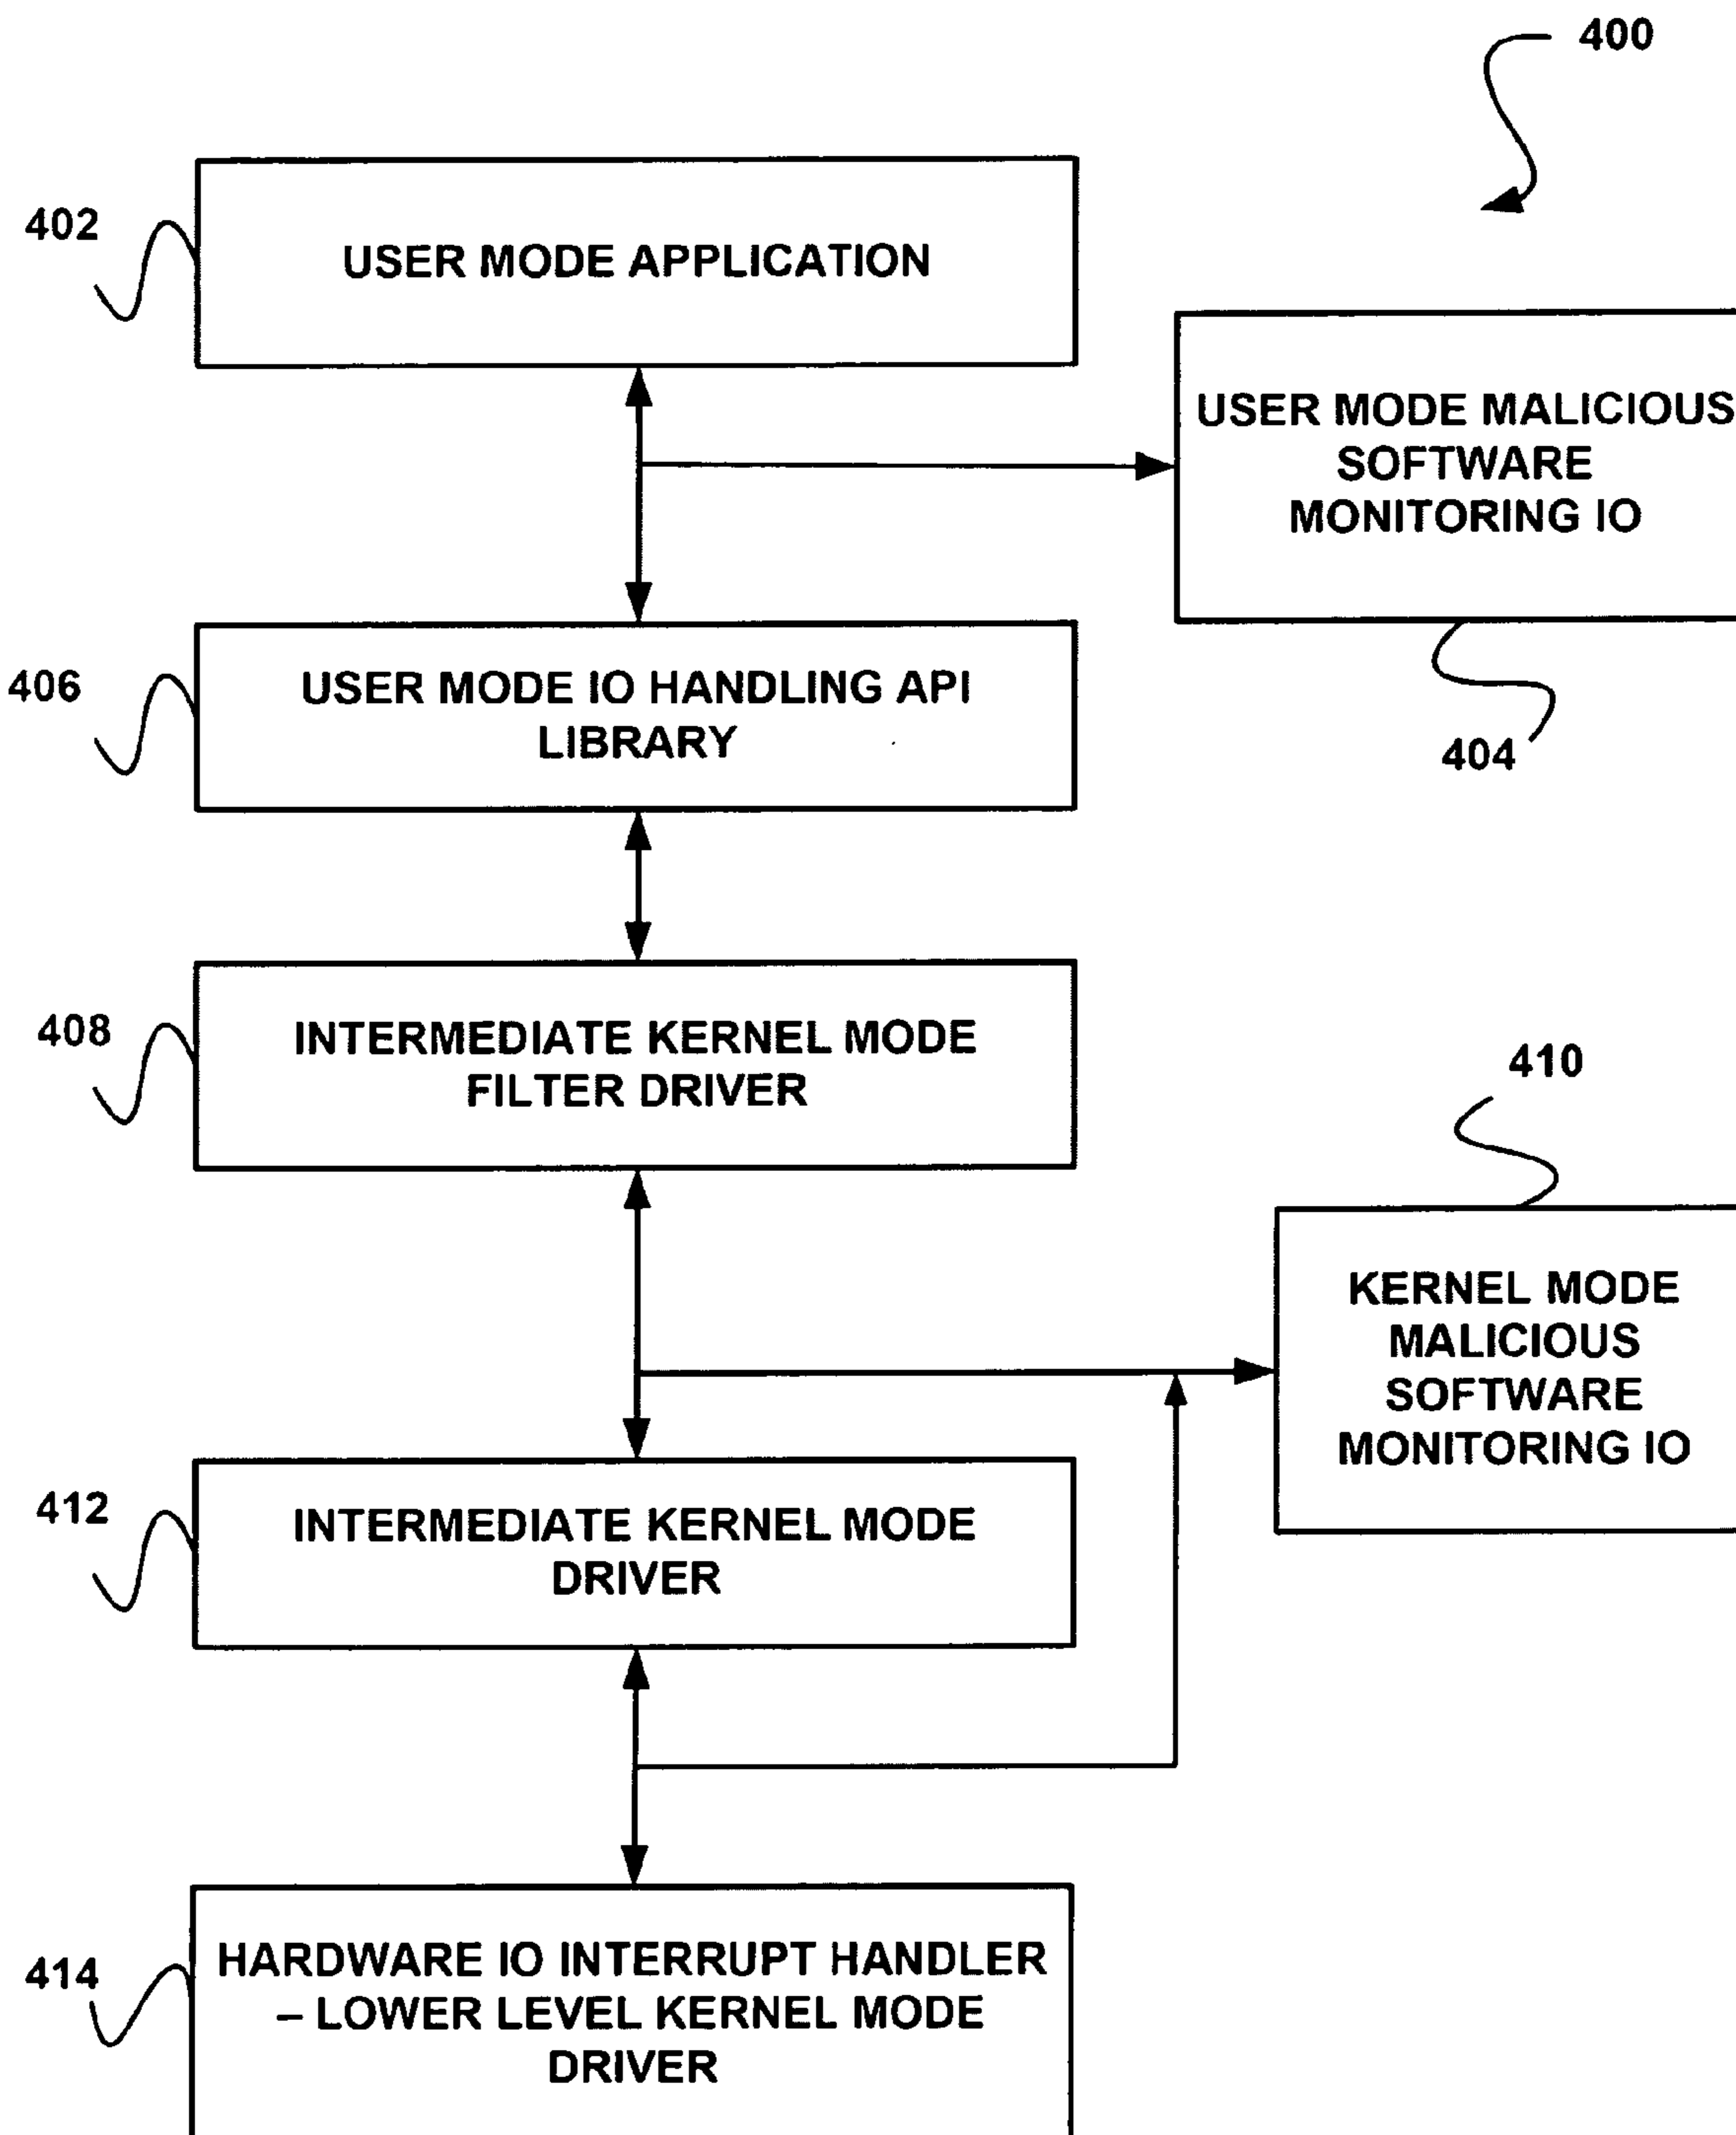 400
402
USER MODE APPLICATION
USER MODE MALICIOUS
SOFTWARE
MONITORING IO
404
406
USER MODE IO HANDLING API
LIBRARY
408
INTERMEDIATE KERNEL MODE
FILTER DRIVER
410
KERNEL MODE
MALICIOUS
SOFTWARE
MONITORING IO
412
INTERMEDIATE KERNEL MODE
DRIVER
414
HARDWARE IO INTERRUPT HANDLER
– LOWER LEVEL KERNEL MODE
DRIVER